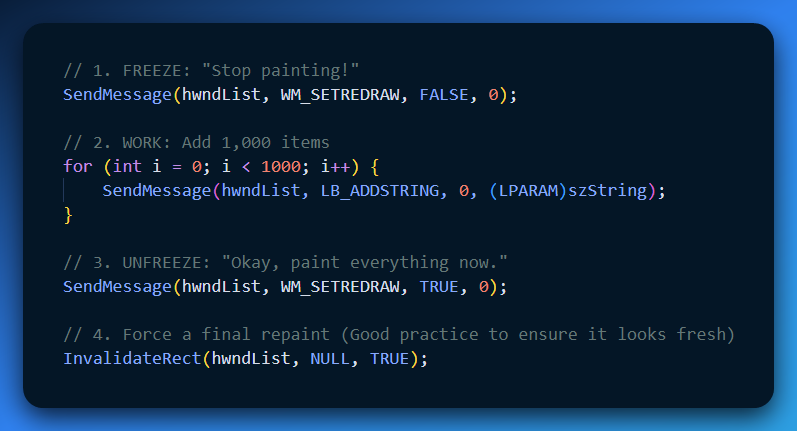 // 1. FREEZE: "Stop painting!"
SendMessage(hwndList, WM_SETREDRAW, FALSE, 0);
// 2. WORK: Add 1,000 items
for (int i = 0; i < 1000; i++) {
    SendMessage(hwndList, LB_ADDSTRING, 0, (LPARAM)szString);
}
// 3. UNFREEZE: "Okay, paint everything now."
SendMessage(hwndList, WM_SETREDRAW, TRUE, 0);
// 4. Force a final repaint (Good practice to ensure it looks fresh)
InvalidateRect(hwndList, NULL, TRUE);